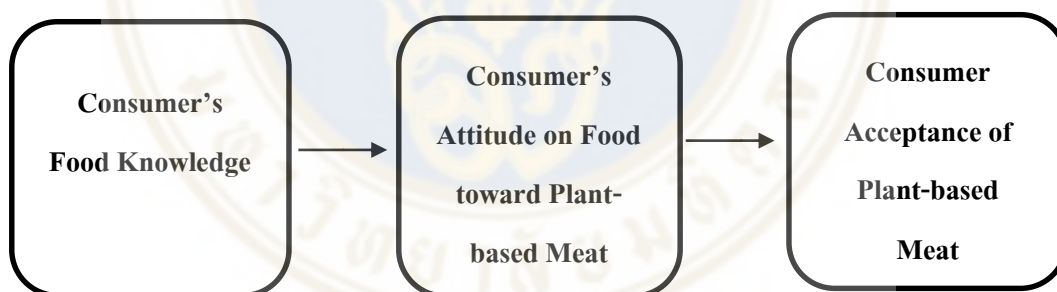 Consumer’s
Food Knowledge
Consumer’s
Attitude on Food
toward Plant-
based Meat
Consumer
Acceptance of
Plant-based
Meat